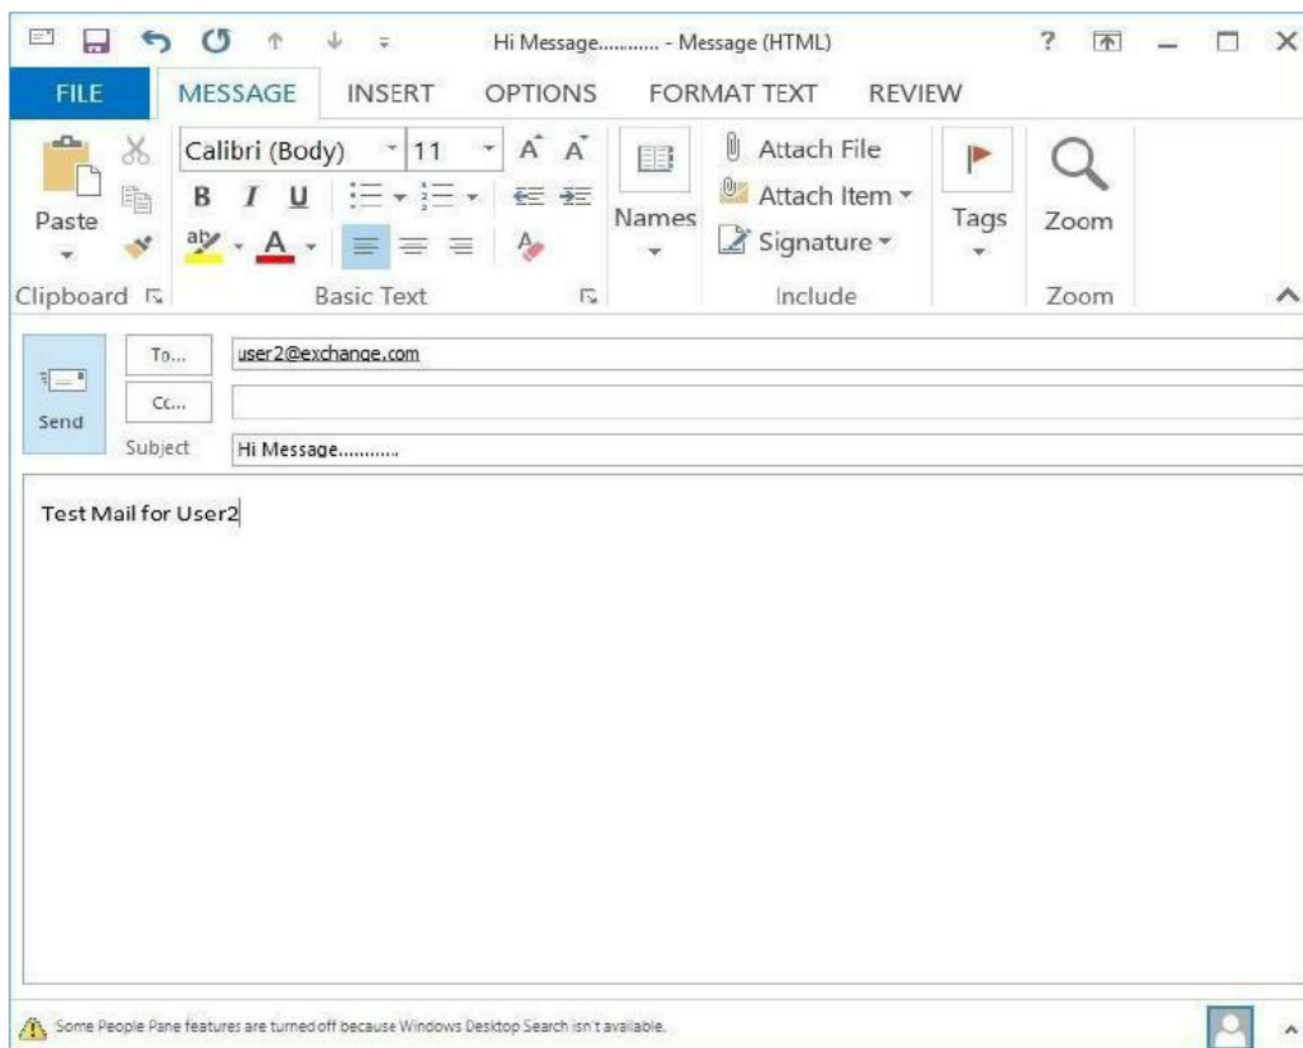 Hi Message............ - Message (HTML)
?
FILE MESSAGE INSERT OPTIONS FORMAT TEXT REVIEW
Paste
Calibri (Body) 11 A A
B I U
ab A A
Names
Attach File
Attach Item
Signature
Tags
Zoom
Clipboard Basic Text Include Zoom
Send
To... user2@exchange.com
Cc...
Subject Hi Message............
Test Mail for User2
Some People Pane features are turned off because Windows Desktop Search isn't available.